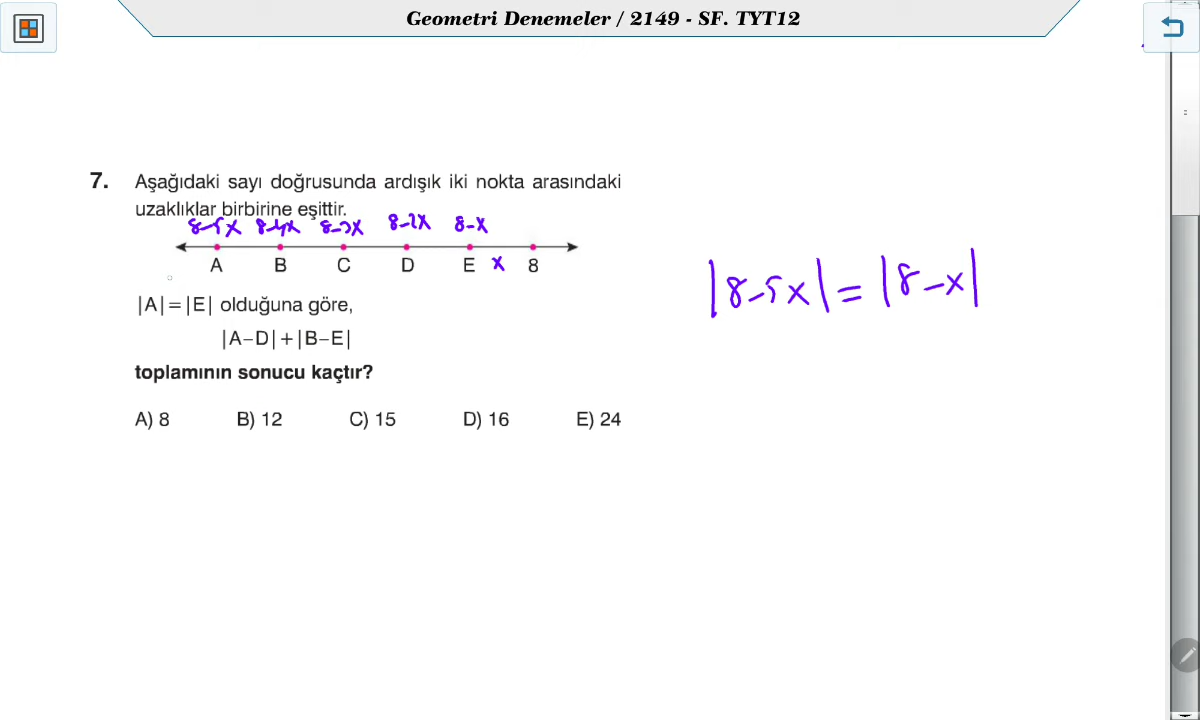 Geometri Denemeler / 2149 - SF. TYT12
7. Aşağıdaki sayı doğrusunda ardışık iki nokta arasındaki
uzaklıklar birbirine eşittir.
8-5x 8-4x 8-3x 8-2x 8-x
A B C D E x 8
|A|=|E| olduğuna göre,
|A–D|+|B–E|
toplamının sonucu kaçtır?
A) 8 B) 12 C) 15 D) 16 E) 24
|8-5x|=|8-x|